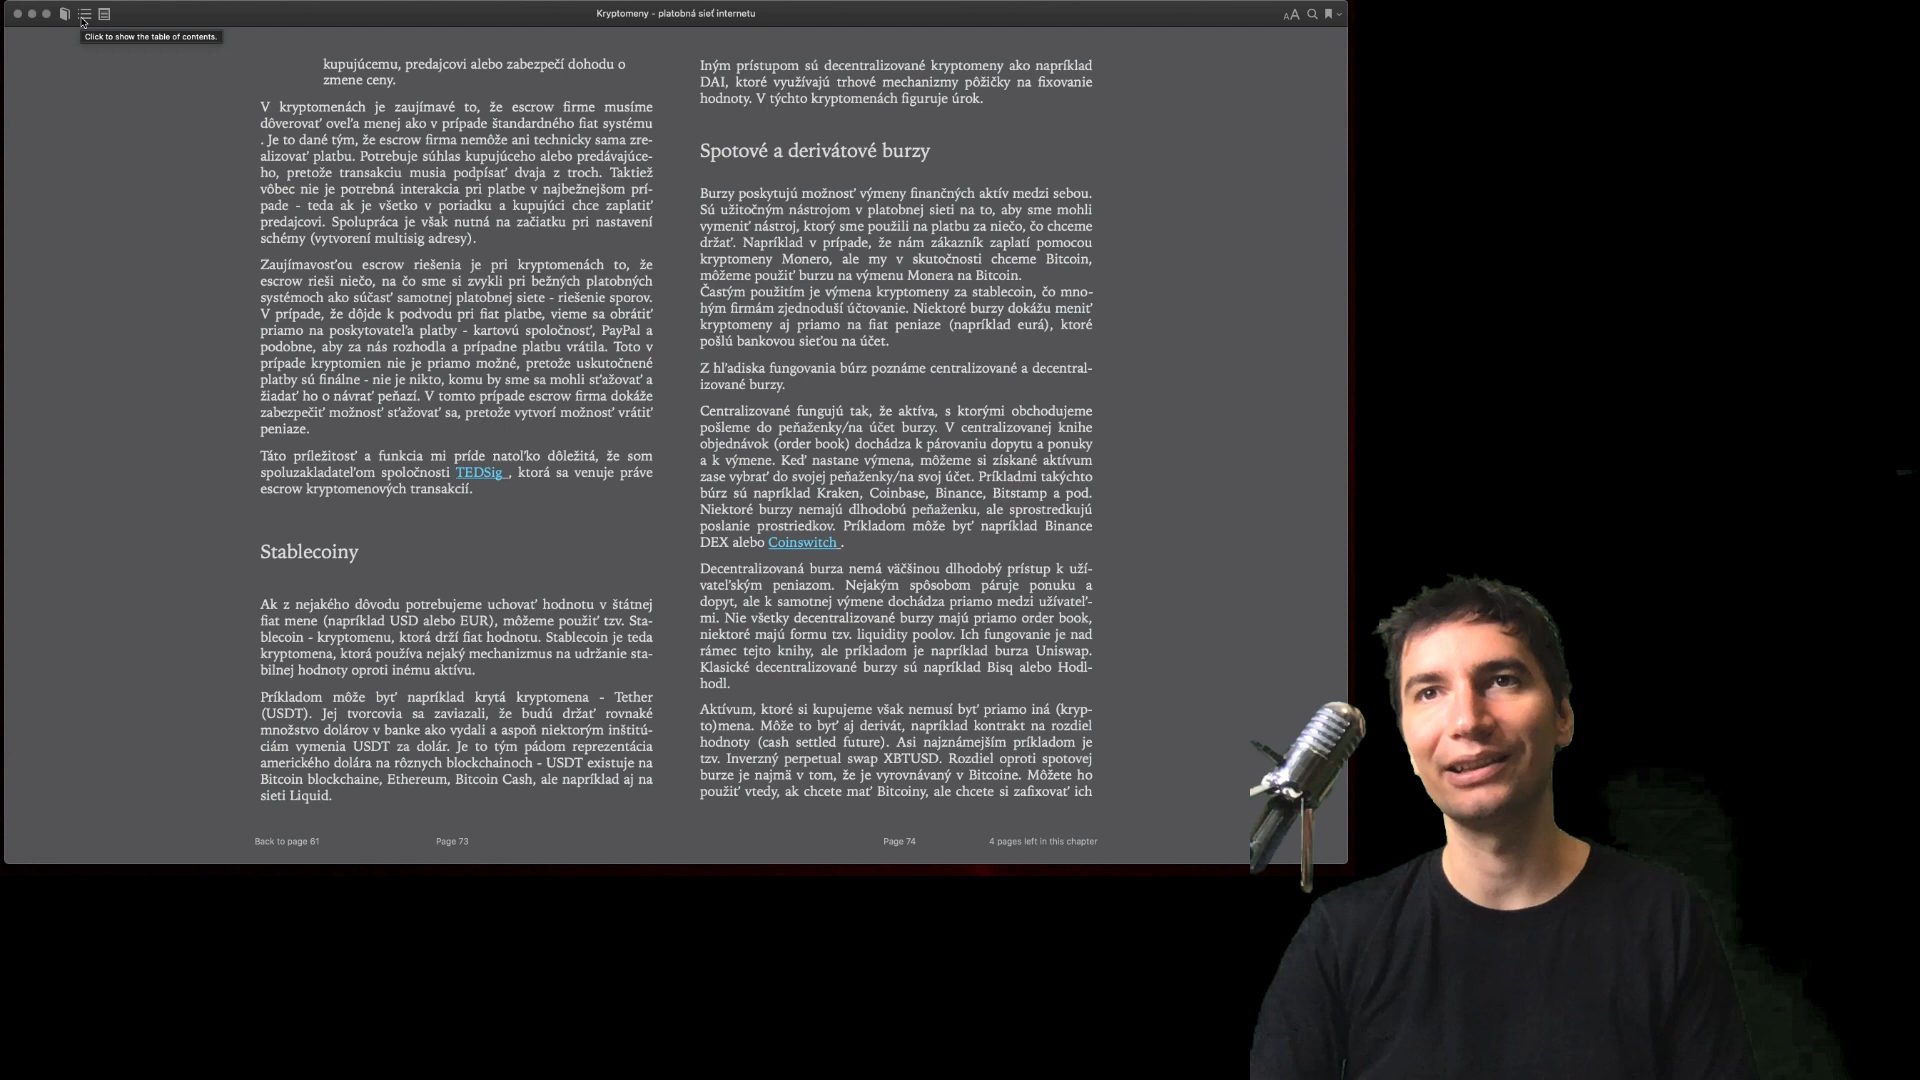 Kryptomeny - platobná sieť internetu
AA
Click to show the table of contents.
kupujúcemu, predajcovi alebo zabezpečí dohodu o
zmene ceny.
V kryptomenách je zaujímavé to, že escrow firme musíme
dôverovať oveľa menej ako v prípade štandardného fiat systému
. Je to dané tým, že escrow firma nemôže ani technicky sama zre-
alizovať platbu. Potrebuje súhlas kupujúceho alebo predávajúce-
ho, pretože transakciu musia podpísať dvaja z troch. Taktiež
vôbec nie je potrebná interakcia pri platbe v najbežnejšom prí-
pade - teda ak je všetko v poriadku a kupujúci chce zaplatiť
predajcovi. Spolupráca je však nutná na začiatku pri nastavení
schémy (vytvorení multisig adresy).
Zaujímavosťou escrow riešenia je pri kryptomenách to, že
escrow rieši niečo, na čo sme si zvykli pri bežných platobných
systémoch ako súčasť samotnej platobnej siete - riešenie sporov.
V prípade, že dôjde k podvodu pri fiat platbe, vieme sa obrátiť
priamo na poskytovateľa platby - kartovú spoločnosť, PayPal a
podobne, aby za nás rozhodla a prípadne platbu vrátila. Toto v
prípade kryptomien nie je priamo možné, pretože uskutočnené
platby sú finálne - nie je nikto, komu by sme sa mohli sťažovať a
žiadať ho o návrat peňazí. V tomto prípade escrow firma dokáže
zabezpečiť možnosť sťažovať sa, pretože vytvorí možnosť vrátiť
peniaze.
Táto príležitosť a funkcia mi príde natoľko dôležitá, že som
spoluzakladateľom spoločnosti TEDSig , ktorá sa venuje práve
escrow kryptomenových transakcií.
Stablecoiny
Ak z nejakého dôvodu potrebujeme uchovať hodnotu v štátnej
fiat mene (napríklad USD alebo EUR), môžeme použiť tzv. Sta-
blecoin - kryptomenu, ktorá drží fiat hodnotu. Stablecoin je teda
kryptomena, ktorá používa nejaký mechanizmus na udržanie sta-
bilnej hodnoty oproti inému aktívu.
Príkladom môže byť napríklad krytá kryptomena - Tether
(USDT). Jej tvorcovia sa zaviazali, že budú držať rovnaké
množstvo dolárov v banke ako vydali a aspoň niektorým inštitú-
ciám vymenia USDT za dolár. Je to tým pádom reprezentácia
amerického dolára na rôznych blockchainoch - USDT existuje na
Bitcoin blockchaine, Ethereum, Bitcoin Cash, ale napríklad aj na
sieti Liquid.
Back to page 61
Page 73
Iným prístupom sú decentralizované kryptomeny ako napríklad
DAI, ktoré využívajú trhové mechanizmy pôžičky na fixovanie
hodnoty. V týchto kryptomenách figuruje úrok.
Spotové a derivátové burzy
Burzy poskytujú možnosť výmeny finančných aktív medzi sebou.
Sú užitočným nástrojom v platobnej sieti na to, aby sme mohli
vymeniť nástroj, ktorý sme použili na platbu za niečo, čo chceme
držať. Napríklad v prípade, že nám zákazník zaplatí pomocou
kryptomeny Monero, ale my v skutočnosti chceme Bitcoin,
môžeme použiť burzu na výmenu Monera na Bitcoin.
Častým použitím je výmena kryptomeny za stablecoin, čo mno-
hým firmám zjednoduší účtovanie. Niektoré burzy dokážu meniť
kryptomeny aj priamo na fiat peniaze (napríklad eurá), ktoré
pošlú bankovou sieťou na účet.
Z hľadiska fungovania búrz poznáme centralizované a decentral-
izované burzy.
Centralizované fungujú tak, že aktíva, s ktorými obchodujeme
pošleme do peňaženky/na účet burzy. V centralizovanej knihe
objednávok (order book) dochádza k párovaniu dopytu a ponuky
a k výmene. Keď nastane výmena, môžeme si získané aktívum
zase vybrať do svojej peňaženky/na svoj účet. Príkladmi takýchto
búrz sú napríklad Kraken, Coinbase, Binance, Bitstamp a pod.
Niektoré burzy nemajú dlhodobú peňaženku, ale sprostredkujú
poslanie prostriedkov. Príkladom môže byť napríklad Binance
DEX alebo Coinswitch .
Decentralizovaná burza nemá väčšinou dlhodobý prístup k uží-
vateľským peniazom. Nejakým spôsobom páruje ponuku a
dopyt, ale k samotnej výmene dochádza priamo medzi užívateľ-
mi. Nie všetky decentralizované burzy majú priamo order book,
niektoré majú formu tzv. liquidity poolov. Ich fungovanie je nad
rámec tejto knihy, ale príkladom je napríklad burza Uniswap.
Klasické decentralizované burzy sú napríklad Bisq alebo Hodl-
hodl.
Aktívum, ktoré si kupujeme však nemusí byť priamo iná (kryp-
to)mena. Môže to byť aj derivát, napríklad kontrakt na rozdiel
hodnoty (cash settled future). Asi najznámejším príkladom je
tzv. Inverzný perpetual swap XBTUSD. Rozdiel oproti spotovej
burze je najmä v tom, že je vyrovnávaný v Bitcoine. Môžete ho
použiť vtedy, ak chcete mať Bitcoiny, ale chcete si zafixovať ich
Page 74
4 pages left in this chapter